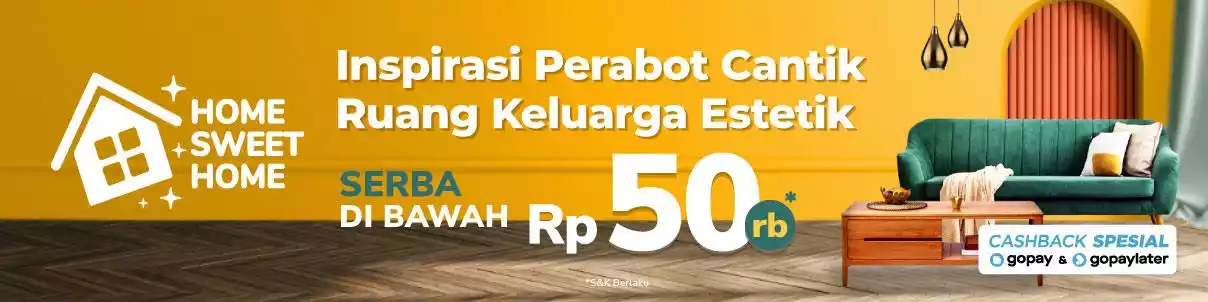 HOME
SWEET
HOME
Inspirasi Perabot Cantik
Ruang Keluarga Estetik
SERBA
DI BAWAH Rp 50 rb*
CASHBACK SPESIAL
gopay & gopaylater
*S&K Berlaku